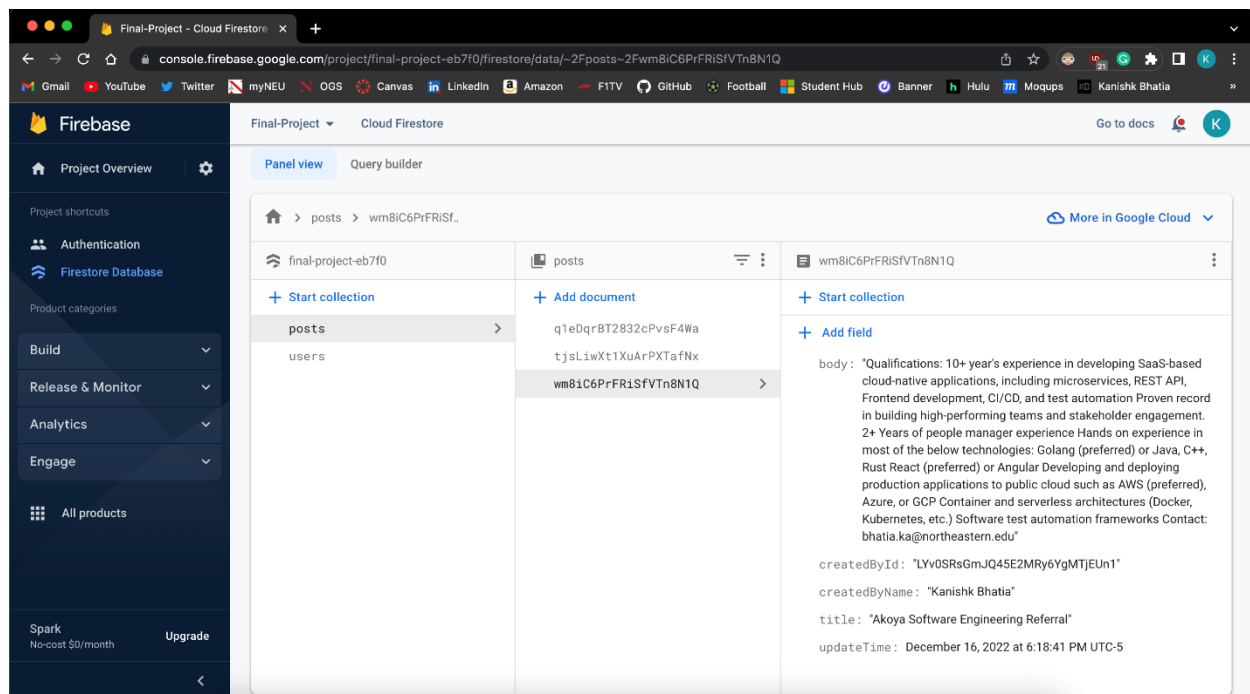 Final-Project - Cloud Firestore
console.firebase.google.com/project/final-project-eb7f0/firestore/data/~2Fposts~2Fwm8iC6PrFRiSfVTn8N1Q
21
K
Gmail YouTube Twitter myNEU OGS Canvas LinkedIn Amazon F1TV GitHub Football Student Hub Banner Hulu Moqups Kanishk Bhatia »
Firebase
Final-Project Cloud Firestore Go to docs K
Project Overview
Panel view Query builder
Project shortcuts
Authentication
Firestore Database
Product categories
Build
Release & Monitor
Analytics
Engage
All products
Spark
No-cost $0/month
Upgrade
posts > wm8iC6PrFRiSf..
More in Google Cloud
final-project-eb7f0
+ Start collection
posts
users
posts
+ Add document
q1eDqrBT2832cPvsF4Wa
tjsLiwXt1XuArPXTafNx
wm8iC6PrFRiSfVTn8N1Q
wm8iC6PrFRiSfVTn8N1Q
+ Start collection
+ Add field
body: "Qualifications: 10+ year's experience in developing SaaS-based
cloud-native applications, including microservices, REST API,
Frontend development, CI/CD, and test automation Proven record
in building high-performing teams and stakeholder engagement.
2+ Years of people manager experience Hands on experience in
most of the below technologies: Golang (preferred) or Java, C++,
Rust React (preferred) or Angular Developing and deploying
production applications to public cloud such as AWS (preferred),
Azure, or GCP Container and serverless architectures (Docker,
Kubernetes, etc.) Software test automation frameworks Contact:
bhatia.ka@northeastern.edu"
createdById: "LYv0SRsGmJQ45E2MRy6YgMTjEUn1"
createdByName: "Kanishk Bhatia"
title: "Akoya Software Engineering Referral"
updateTime: December 16, 2022 at 6:18:41 PM UTC-5